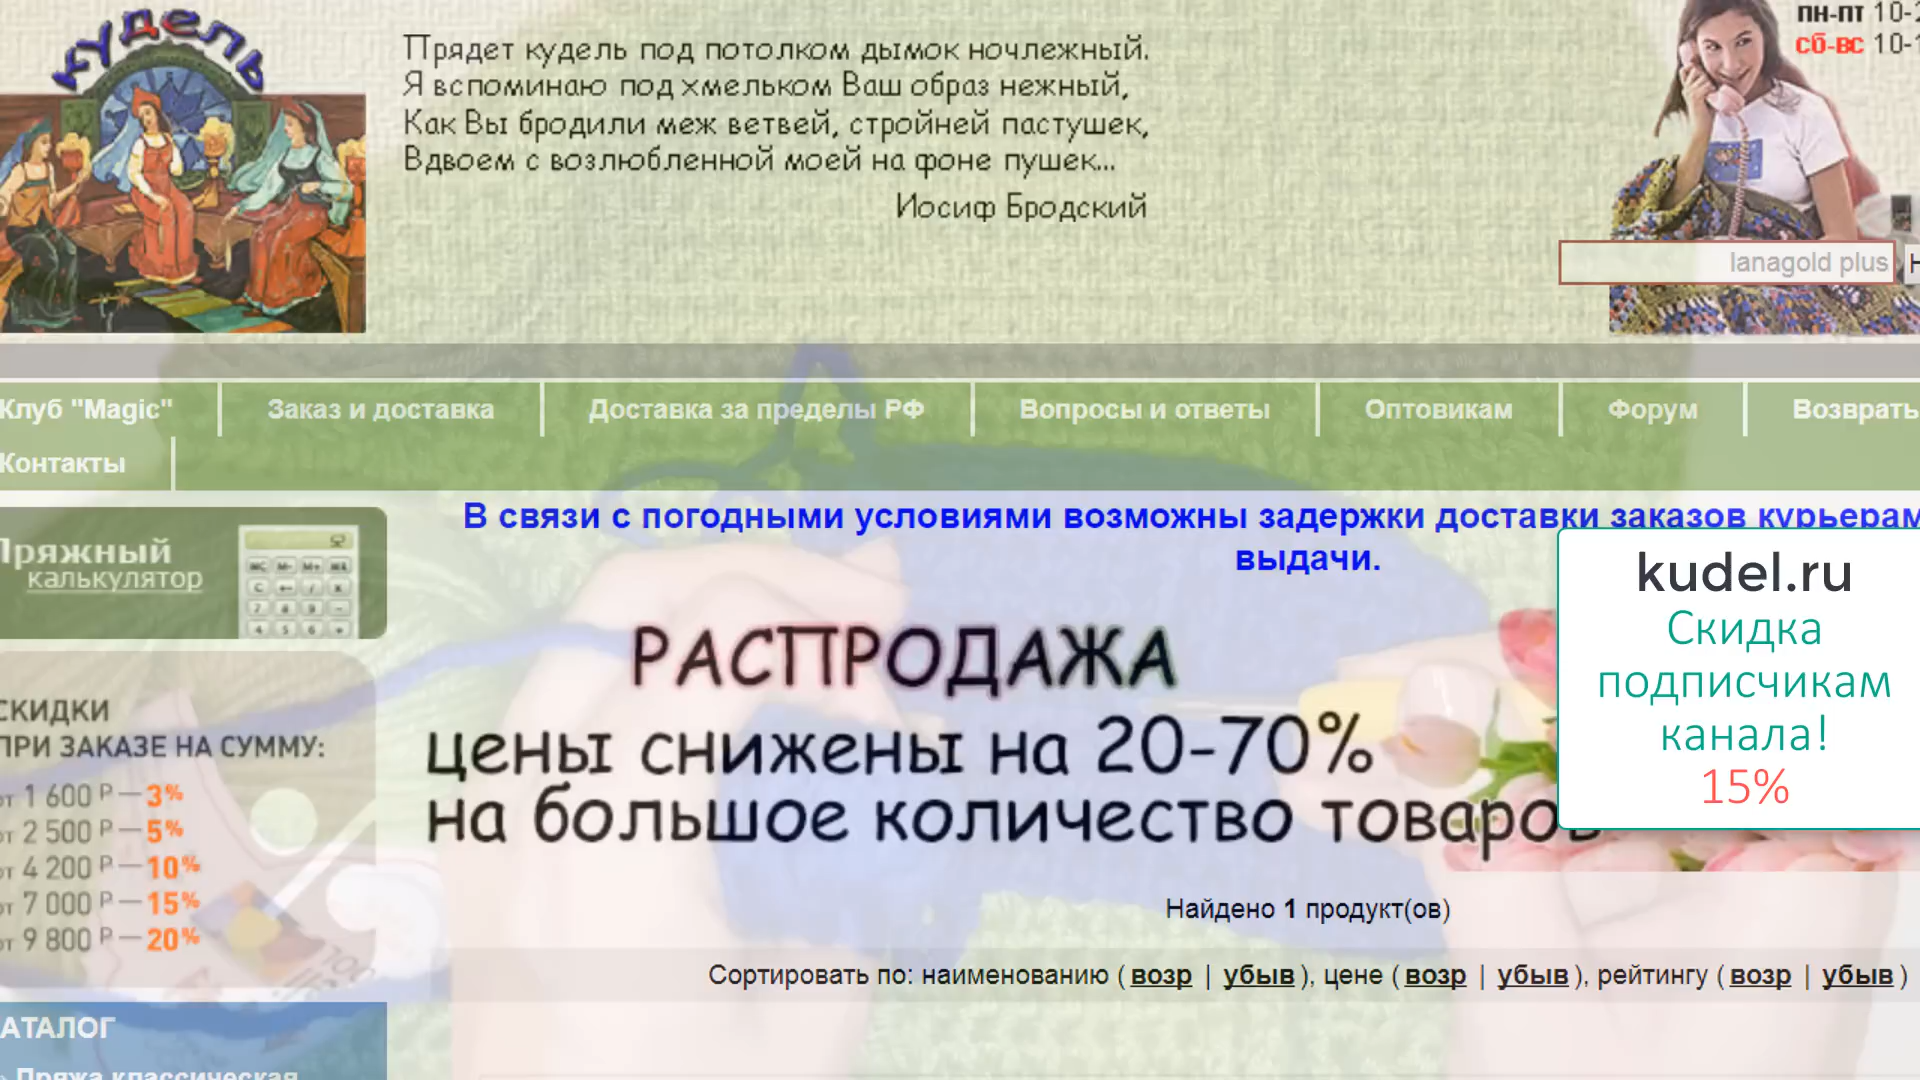 кудель
Прядет кудель под потолком дымок ночлежный.
Я вспоминаю под хмельком Ваш образ нежный,
Как Вы бродили меж ветвей, стройней пастушек,
Вдвоем с возлюбленной моей на фоне пушек...
Иосиф Бродский
пн-пт 10-
сб-вс 10-
lanagold plus
Клуб "Magic"
Заказ и доставка
Доставка за пределы РФ
Вопросы и ответы
Оптовикам
Форум
Возврать
Контакты
Пряжный
калькулятор
В связи с погодными условиями возможны задержки доставки заказов курьерам
выдачи.
РАСПРОДАЖА
цены снижены на 20-70%
на большое количество товаров
kudel.ru
Скидка
подписчикам
канала!
15%
СКИДКИ
ПРИ ЗАКАЗЕ НА СУММУ:
от 1 600 Р — 3%
от 2 500 Р — 5%
от 4 200 Р — 10%
от 7 000 Р — 15%
от 9 800 Р — 20%
Найдено 1 продукт(ов)
Сортировать по: наименованию (возр | убыв), цене (возр | убыв), рейтингу (возр | убыв)
АТАЛОГ
Пряжа классическая